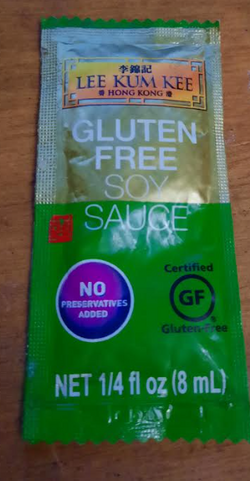 李錦記
LEE KUM KEE
HONG KONG
GLUTEN
FREE
SOY
SAUCE
NO
PRESERVATIVES
ADDED
Certified
GF
®
Gluten-Free
NET 1/4 fl oz (8 mL)